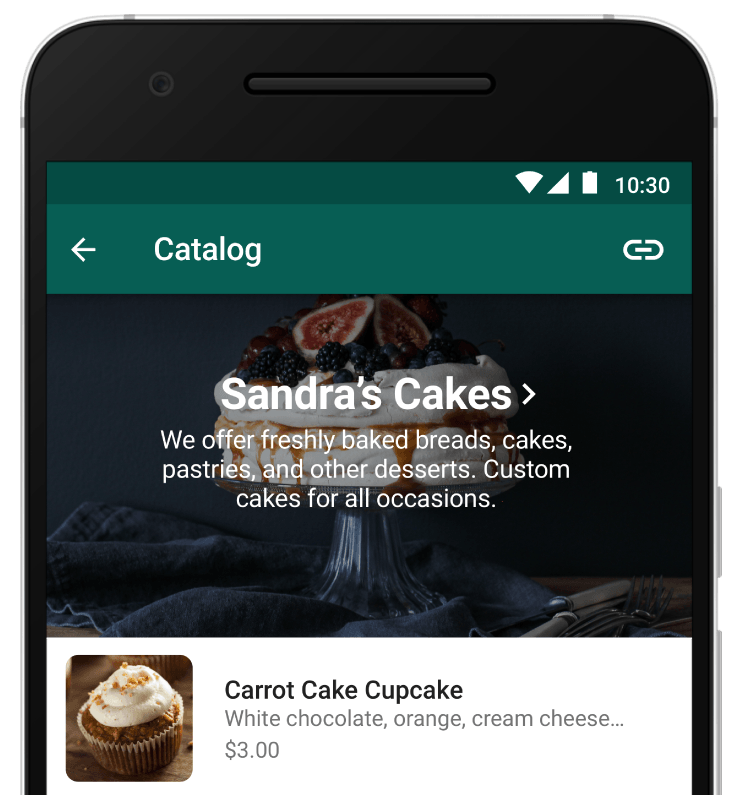 10:30
Catalog
Sandra’s Cakes
We offer freshly baked breads, cakes,
pastries, and other desserts. Custom
cakes for all occasions.
Carrot Cake Cupcake
White chocolate, orange, cream cheese...
$3.00